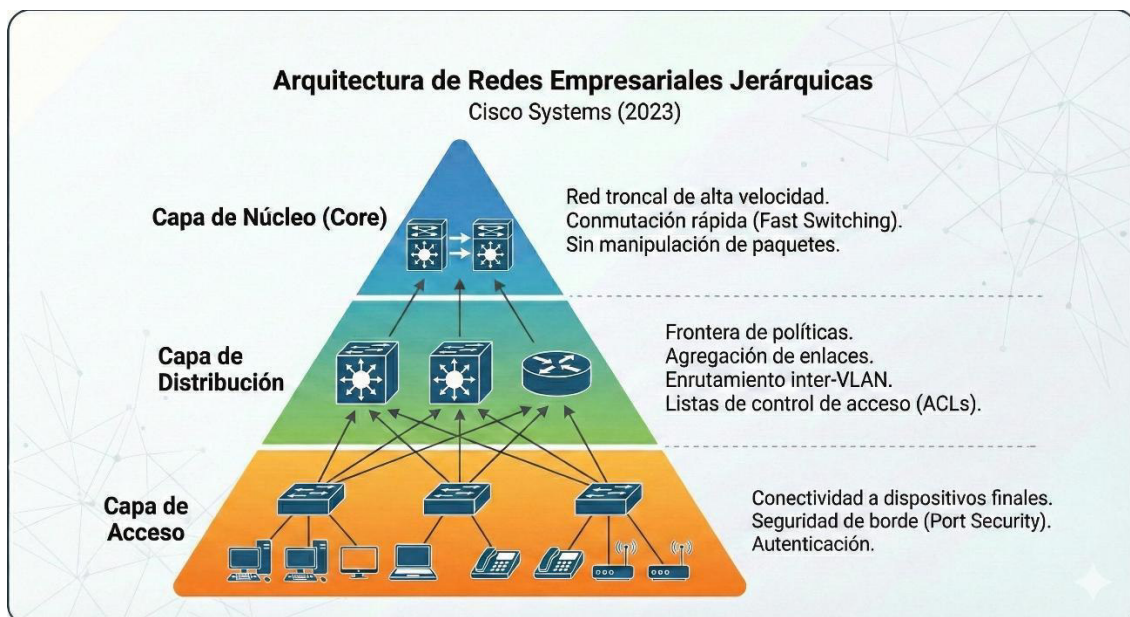 Arquitectura de Redes Empresariales Jerárquicas
Cisco Systems (2023)
Capa de Núcleo (Core)
Red troncal de alta velocidad.
Conmutación rápida (Fast Switching).
Sin manipulación de paquetes.
Capa de
Distribución
Frontera de políticas.
Agregación de enlaces.
Enrutamiento inter-VLAN.
Listas de control de acceso (ACLs).
Capa de
Acceso
Conectividad a dispositivos finales.
Seguridad de borde (Port Security).
Autenticación.